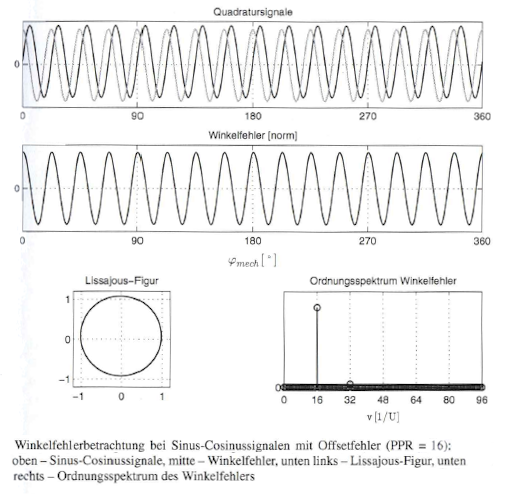 Quadratursignale
0
0 90 180 270 360
Winkelfehler [norm]
0
0 90 180 270 360
φmech [°]
Lissajous-Figur
1
0
-1
-1 0 1
Ordnungsspektrum Winkelfehler
0
0 16 32 48 64 80 96
v [1/U]
Winkelfehlerbetrachtung bei Sinus-Cosinussignalen mit Offsetfehler (PPR = 16):
oben – Sinus-Cosinussignale, mitte – Winkelfehler, unten links – Lissajous-Figur, unten
rechts – Ordnungsspektrum des Winkelfehlers